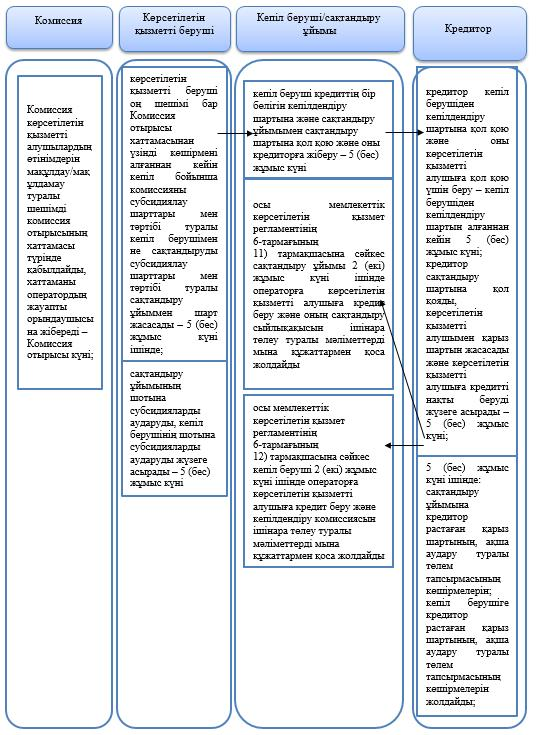 Комиссия
Көрсетілетін
қызметті беруші
Кепіл беруші/сақтандыру
ұйымы
Кредитор
Комиссия
көрсетілетін
қызметті
алушылардың
өтінімдерін
мақұлдау/мақ
ұлдамау
туралы
шешімді
комиссия
отырысының
хаттамасы
түрінде
қабылдайды,
хаттаманы
оператордың
жауапты
орындаушысы
на жібереді –
Комиссия
отырысы күні;
көрсетілетін
қызметті беруші
оң шешімі бар
Комиссия
отырысы
хаттамасынан
үзінді көшірмені
алғаннан кейін
кепіл бойынша
комиссияны
субсидиялау
шарттары мен
тәртібі туралы
кепіл берушімен
не сақтандыруды
субсидиялау
шарттары мен
тәртібі туралы
сақтандыру
ұйыммен шарт
жасасады – 5 (бес)
жұмыс күні
ішінде;
сақтандыру
ұйымының
шотына
субсидияларды
аударуды, кепіл
берушінің шотына
субсидияларды
аударуды жүзеге
асырады – 5 (бес)
жұмыс күні
кепіл беруші кредиттің бір
бөлігін кепілдендіру
шартына және сақтандыру
ұйымымен сақтандыру
шартына қол қою және оны
кредиторға жіберу – 5 (бес)
жұмыс күні
осы мемлекеттік
көрсетілетін қызмет
регламентінің
6-тармағының
11) тармақшасына сәйкес
сақтандыру ұйымы 2 (екі)
жұмыс күні ішінде
операторға көрсетілетін
қызметті алушыға кредит
беру және оның сақтандыру
сыйлықақысын ішінара
төлеу туралы мәліметтерді
мына құжаттармен қоса
жолдайды
осы мемлекеттік
көрсетілетін қызмет
регламентінің
6-тармағының
12) тармақшасына сәйкес
кепіл беруші 2 (екі) жұмыс
күні ішінде операторға
көрсетілетін қызметті
алушыға кредит беру және
кепілдендіру комиссиясын
ішінара төлеу туралы
мәліметтерді мына
құжаттармен қоса жолдайды
кредитор кепіл
берушіден
кепілдендіру
шартына қол қою
және оны
көрсетілетін
қызметті
алушыға қол қою
үшін беру – кепіл
берушіден
кепілдендіру
шартын алғаннан
кейін 5 (бес)
жұмыс күні;
кредитор
сақтандыру
шартына қол
қояды,
көрсетілетін
қызметті
алушымен қарыз
шартын жасасады
және көрсетілетін
қызметті
алушыға кредитті
нақты беруді
жүзеге асырады –
5 (бес) жұмыс
күні;
5 (бес) жұмыс
күні ішінде:
сақтандыру
ұйымына
кредитор
растаған қарыз
шартының, ақша
аудару туралы
төлем
тапсырмасының
көшірмелерін;
кепіл берушіге
кредитор
растаған қарыз
шартының, ақша
аудару туралы
төлем
тапсырмасының
көшірмелерін
жолдайды;